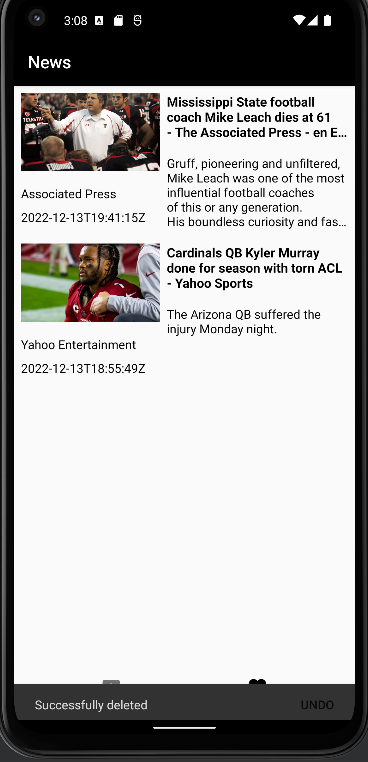 3:08
News
Mississippi State football
coach Mike Leach dies at 61
- The Associated Press - en E...
Gruff, pioneering and unfiltered,
Mike Leach was one of the most
influential football coaches
of this or any generation.
His boundless curiosity and fas...
Associated Press
2022-12-13T19:41:15Z
Cardinals QB Kyler Murray
done for season with torn ACL
- Yahoo Sports
The Arizona QB suffered the
injury Monday night.
Yahoo Entertainment
2022-12-13T18:55:49Z
Successfully deleted
UNDO